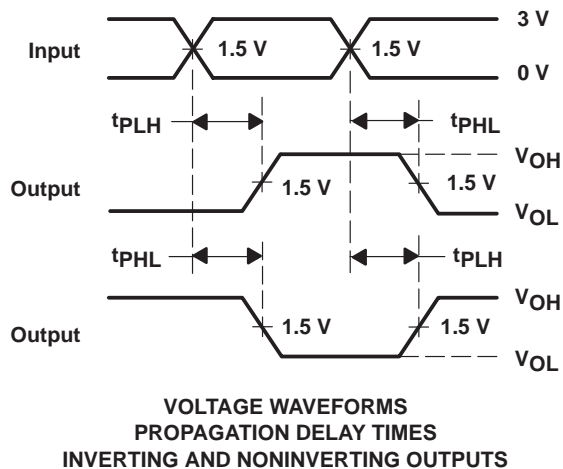 3 V
Input
1.5 V 1.5 V
0 V
tPLH tPHL
VOH
Output
1.5 V 1.5 V
VOL
tPHL tPLH
VOH
Output
1.5 V 1.5 V
VOL
VOLTAGE WAVEFORMS
PROPAGATION DELAY TIMES
INVERTING AND NONINVERTING OUTPUTS